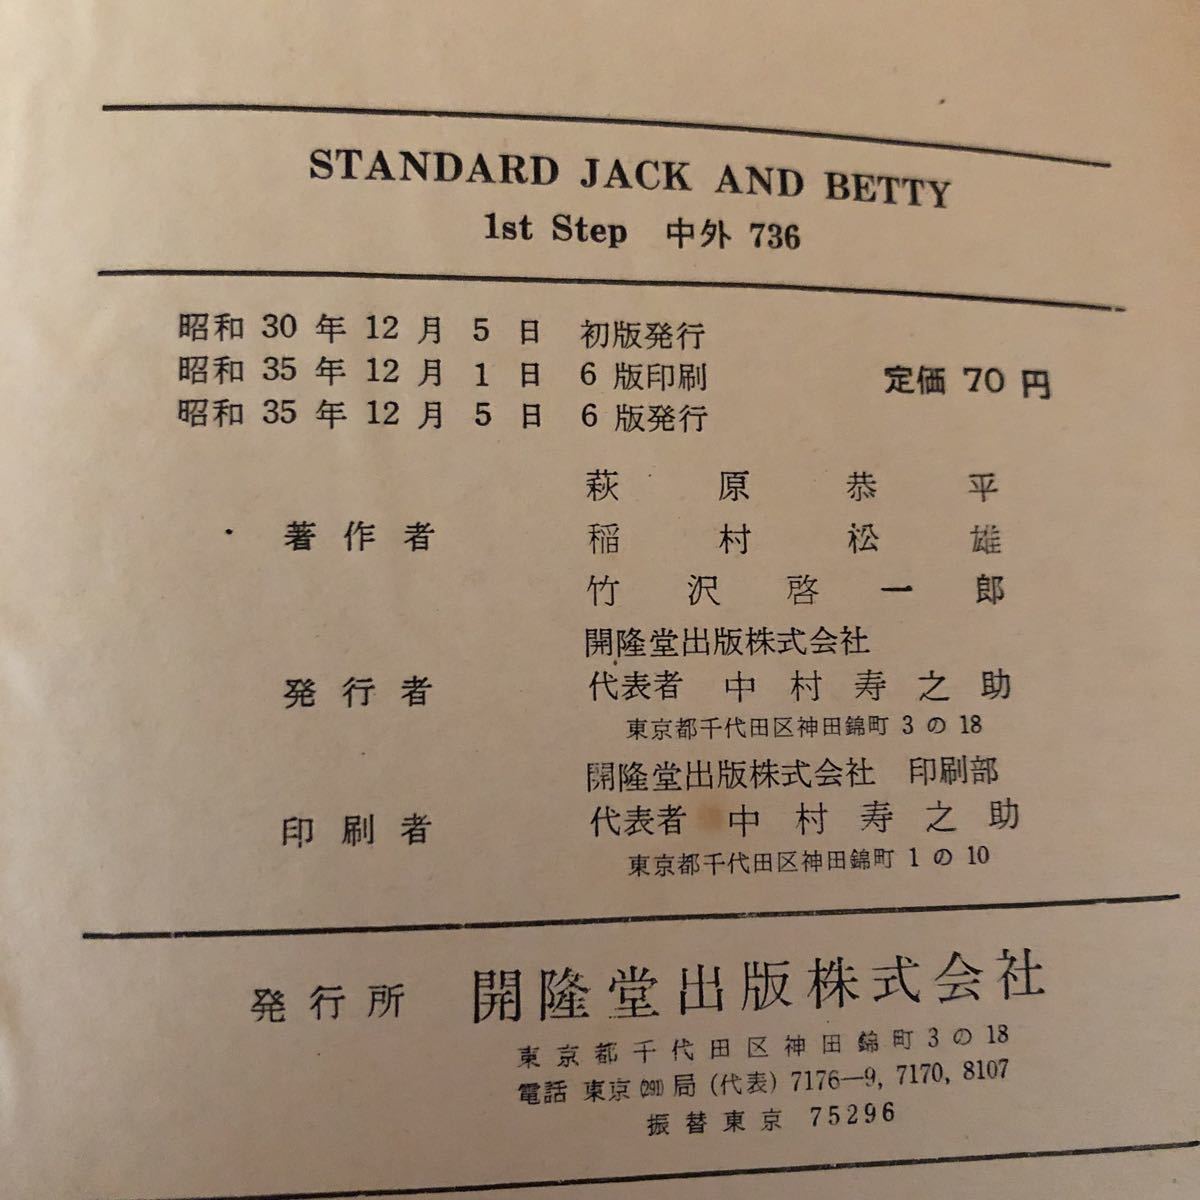 STANDARD JACK AND BETTY
1st Step 中外 736
昭和 30 年 12 月 5 日 初版発行
昭和 35 年 12 月 1 日 6 版印刷
昭和 35 年 12 月 5 日 6 版発行
定価 70 円
著作者
萩原恭平
稲村松雄
竹沢啓一郎
発行者
開隆堂出版株式会社
代表者 中村寿之助
東京都千代田区神田錦町 3 の 18
印刷者
開隆堂出版株式会社 印刷部
代表者 中村寿之助
東京都千代田区神田錦町 1 の 10
発行所 開隆堂出版株式会社
東京都千代田区神田錦町 3 の 18
電話 東京 (291) 局 (代表) 7176—9, 7170, 8107
振替東京 75296